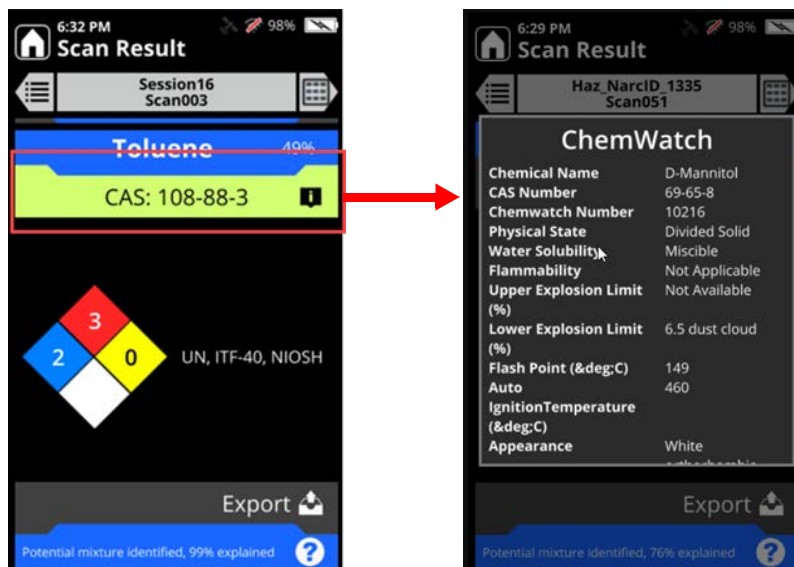 6:32 PM
98%
Scan Result
Session16
Scan003
Toluene
49%
CAS: 108-88-3
3
2
0
UN, ITF-40, NIOSH
Export
Potential mixture identified, 99% explained
?
6:29 PM
98%
Scan Result
Haz_NarcID_1335
Scan051
ChemWatch
Chemical Name D-Mannitol
CAS Number 69-65-8
Chemwatch Number 10216
Physical State Divided Solid
Water Solubility Miscible
Flammability Not Applicable
Upper Explosion Limit Not Available
(%)
Lower Explosion Limit 6.5 dust cloud
(%)
Flash Point (&deg;C) 149
Auto 460
IgnitionTemperature
(&deg;C)
Appearance White
Export
Potential mixture identified, 76% explained
?